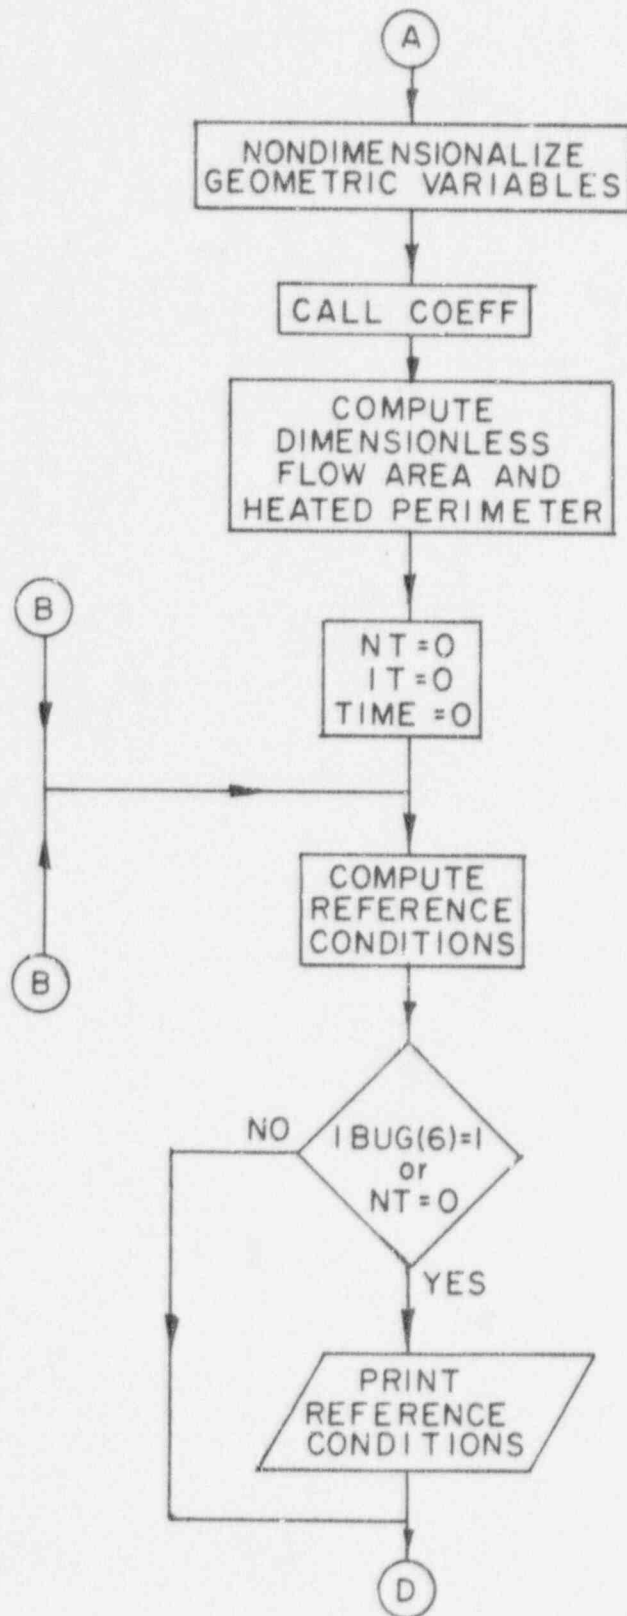 A
NONDIMENSIONALIZE
GEOMETRIC VARIABLES
CALL COEFF
COMPUTE
DIMENSIONLESS
FLOW AREA AND
HEATED PERIMETER
B
NT=0
IT=0
TIME=0
COMPUTE
REFERENCE
CONDITIONS
B
NO
IBUG(6)=1
or
NT=0
YES
PRINT
REFERENCE
CONDITIONS
D